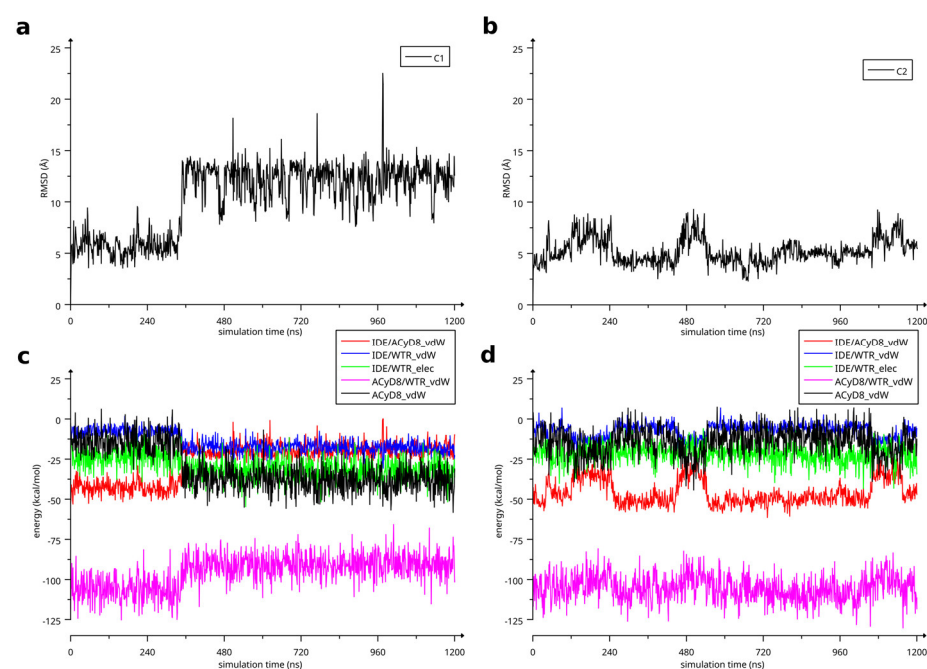 a
25
20
15
10
5
0
RMSD (Å)
C1
0 240 480 720 960 1200
simulation time (ns)
b
25
20
15
10
5
0
RMSD (Å)
C2
0 240 480 720 960 1200
simulation time (ns)
c
IDE/ACyD8_vdW
IDE/WTR_vdW
IDE/WTR_elec
ACyD8/WTR_vdW
ACyD8_vdW
25
0
-25
-50
-75
-100
-125
energy (kcal/mol)
0 240 480 720 960 1200
simulation time (ns)
d
IDE/ACyD8_vdW
IDE/WTR_vdW
IDE/WTR_elec
ACyD8/WTR_vdW
ACyD8_vdW
25
0
-25
-50
-75
-100
-125
energy (kcal/mol)
0 240 480 720 960 1200
simulation time (ns)